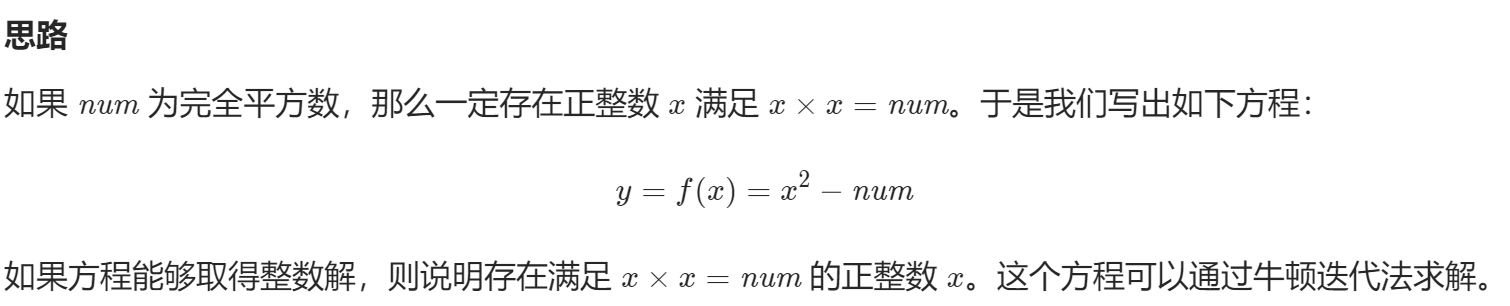 思路
如果 num 为完全平方数，那么一定存在正整数 x 满足 x × x = num。于是我们写出如下方程：
y = f(x) = x² − num
如果方程能够取得整数解，则说明存在满足 x × x = num 的正整数 x。这个方程可以通过牛顿迭代法求解。